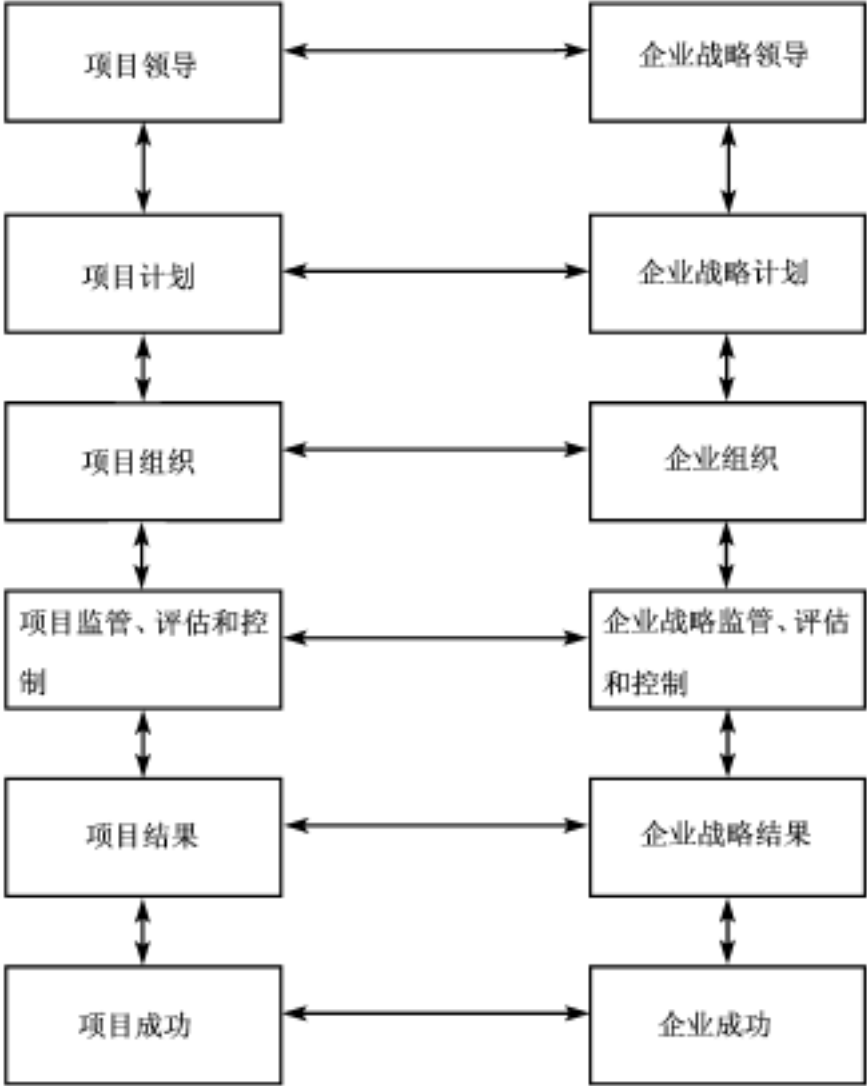 项目领导
企业战略领导
项目计划
企业战略计划
项目组织
企业组织
项目监管、评估和控
制
企业战略监管、评估
和控制
项目结果
企业战略结果
项目成功
企业成功